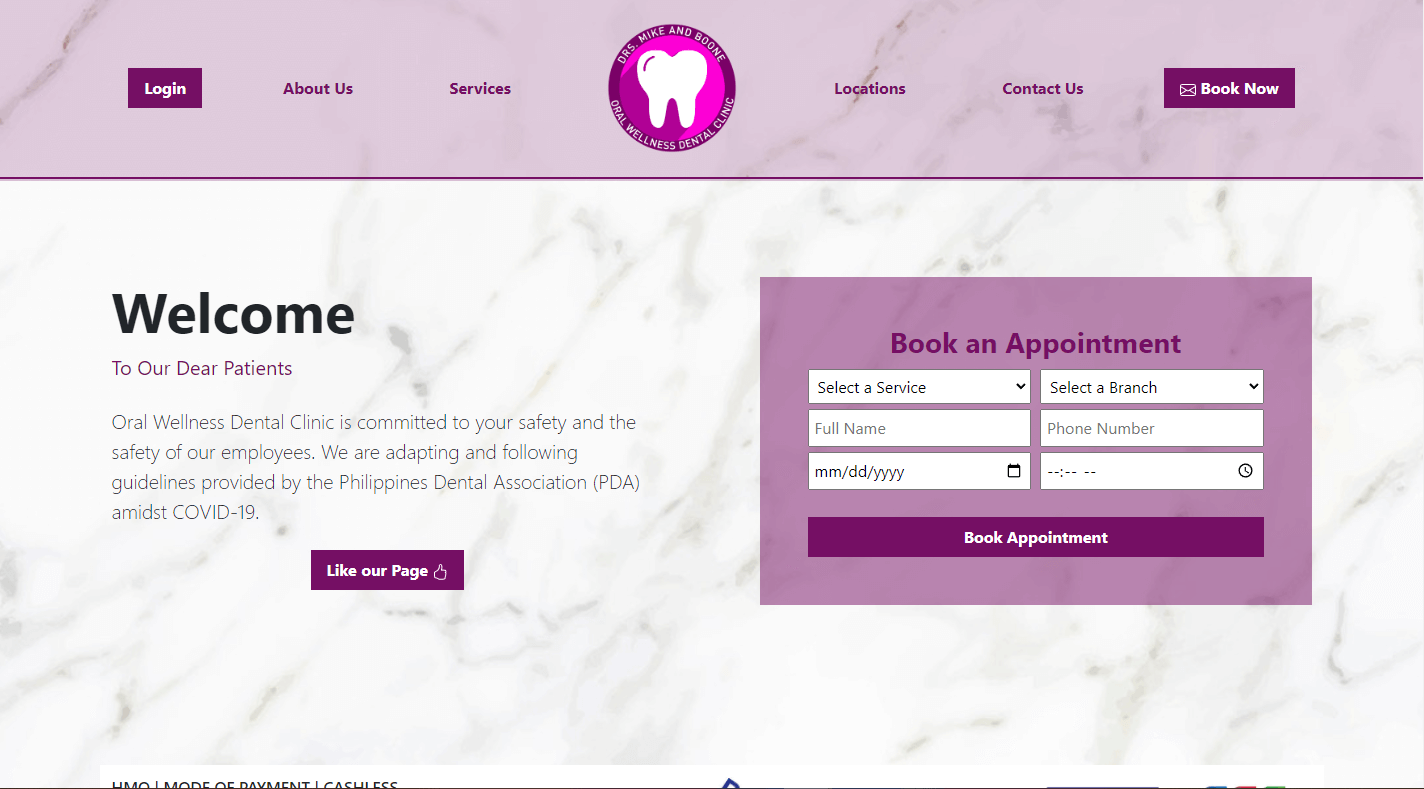 Login
About Us
Services
DRS. MIKE AND BOONE
ORAL WELLNESS DENTAL CLINIC
Locations
Contact Us
Book Now
Welcome
To Our Dear Patients
Oral Wellness Dental Clinic is committed to your safety and the
safety of our employees. We are adapting and following
guidelines provided by the Philippines Dental Association (PDA)
amidst COVID-19.
Like our Page
Book an Appointment
Select a Service
Select a Branch
Full Name
Phone Number
mm/dd/yyyy
--:-- --
Book Appointment
HMO | MODE OF PAYMENT | CASHLESS